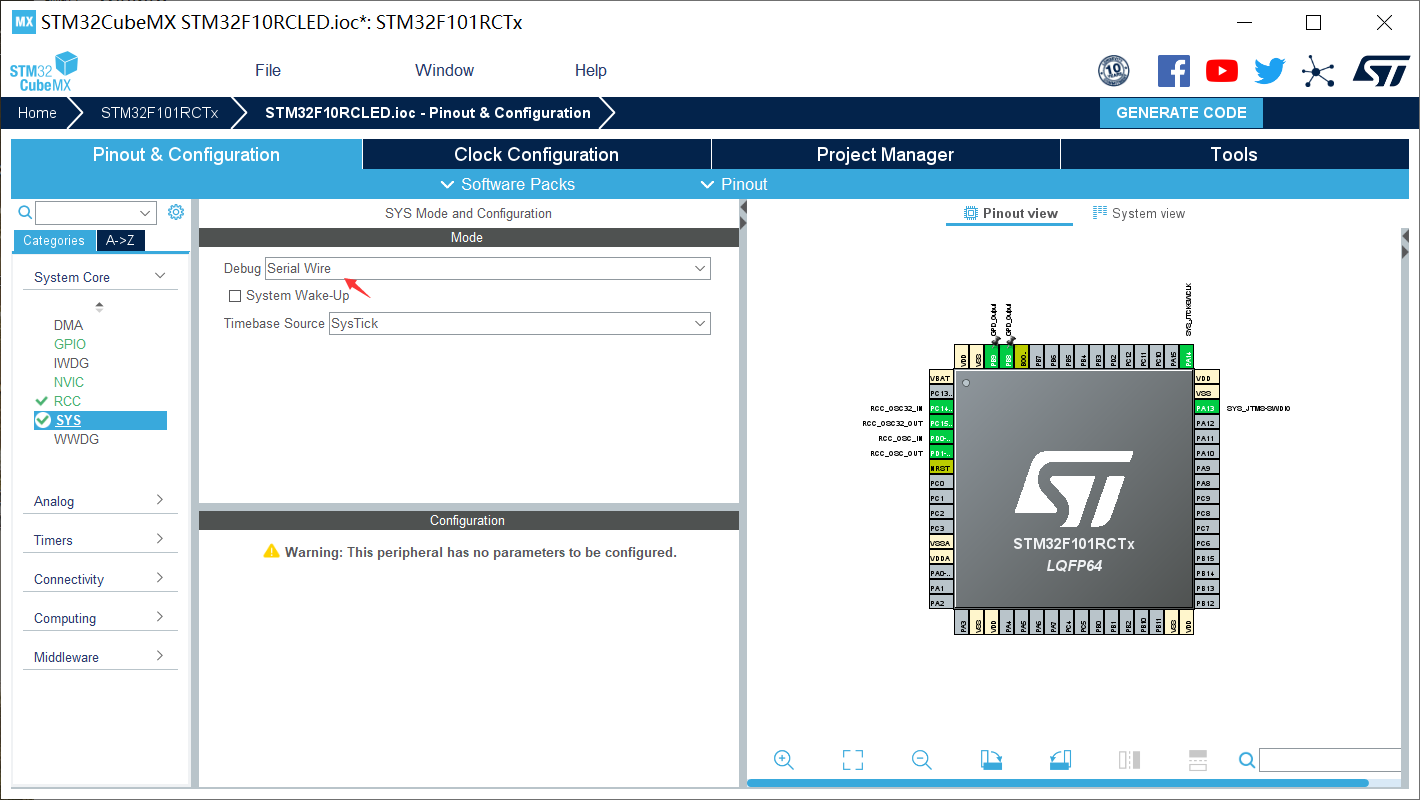 MX STM32CubeMX STM32F10RCLED.ioc*: STM32F101RCTx
STM32 CubeMX
File Window Help
10
Home STM32F101RCTx STM32F10RCLED.ioc - Pinout & Configuration GENERATE CODE
Pinout & Configuration Clock Configuration Project Manager Tools
Software Packs Pinout
Categories A->Z
System Core
DMA
GPIO
IWDG
NVIC
RCC
SYS
WWDG
Analog
Timers
Connectivity
Computing
Middleware
SYS Mode and Configuration
Mode
Debug Serial Wire
System Wake-Up
Timebase Source SysTick
Configuration
Warning: This peripheral has no parameters to be configured.
Pinout view System view
GPIO_Output GPIO_Output SYS_JTCK-SWCLK
VDD VSS PB9 PB8 BOO.. PB7 PB6 PB5 PB4 PB3 PD2 PC12 PC11 PC10 PA15 PA14
VBAT
PC13..
RCC_OSC32_IN PC14..
RCC_OSC32_OUT PC15..
RCC_OSC_IN PD0-..
RCC_OSC_OUT PD1-..
NRST
PC0
PC1
PC2
PC3
VSSA
VDDA
PA0-..
PA1
PA2
STM32F101RCTx
LQFP64
VDD
VSS
PA13 SYS_JTMS-SWDIO
PA12
PA11
PA10
PA9
PA8
PC9
PC8
PC7
PC6
PB15
PB14
PB13
PB12
PA3 VSS VDD PA4 PA5 PA6 PA7 PC4 PC5 PB0 PB1 PB2 PB10 PB11 VSS VDD